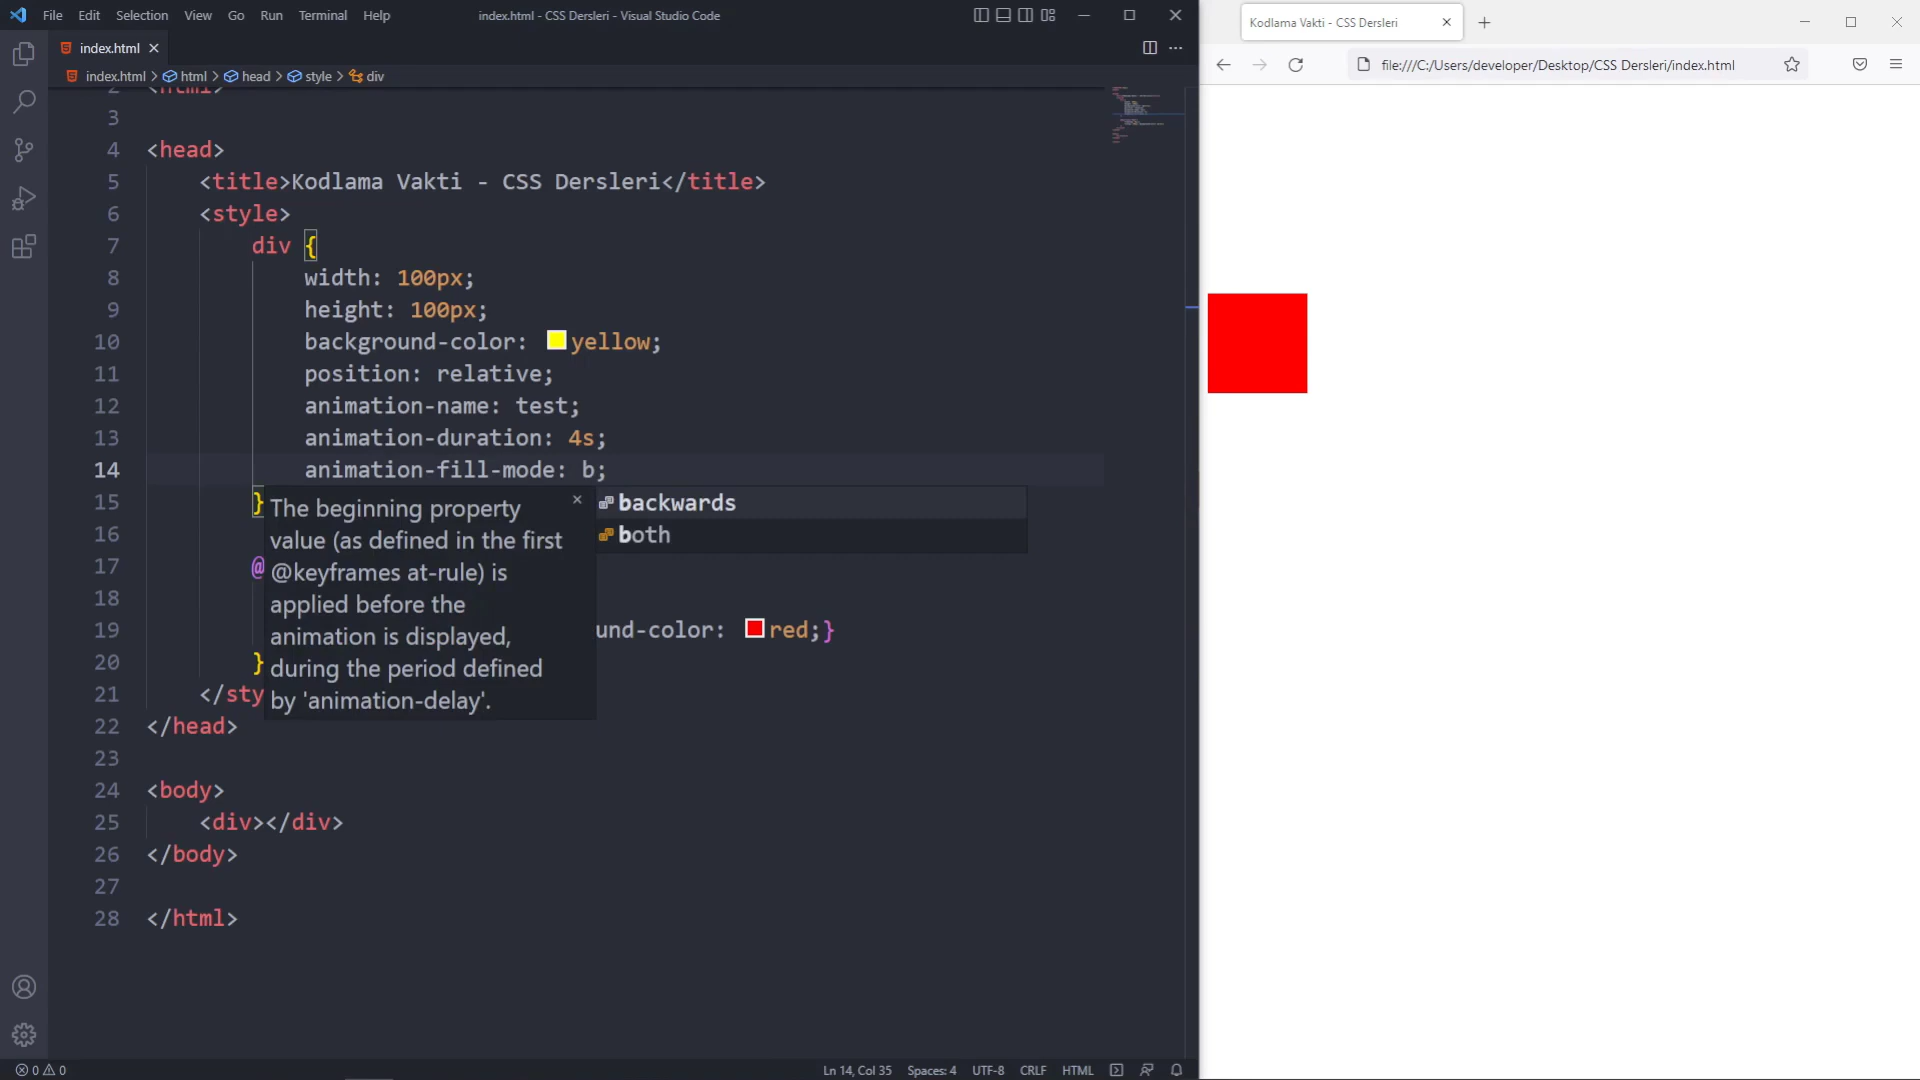 File Edit Selection View Go Run Terminal Help index.html - CSS Dersleri - Visual Studio Code
index.html
index.html > html > head > style > div
2 <html>
3
4 <head>
5 <title>Kodlama Vakti - CSS Dersleri</title>
6 <style>
7 div {
8 width: 100px;
9 height: 100px;
10 background-color: yellow;
11 position: relative;
12 animation-name: test;
13 animation-duration: 4s;
14 animation-fill-mode: b;
15 }
16
17 @
18
19 und-color: red;}
20 }
21 </sty
22 </head>
23
24 <body>
25 <div></div>
26 </body>
27
28 </html>
The beginning property
value (as defined in the first
@keyframes at-rule) is
applied before the
animation is displayed,
during the period defined
by 'animation-delay'.
backwards
both
0 0 Ln 14, Col 35 Spaces: 4 UTF-8 CRLF HTML
Kodlama Vakti - CSS Dersleri
file:///C:/Users/developer/Desktop/CSS Dersleri/index.html